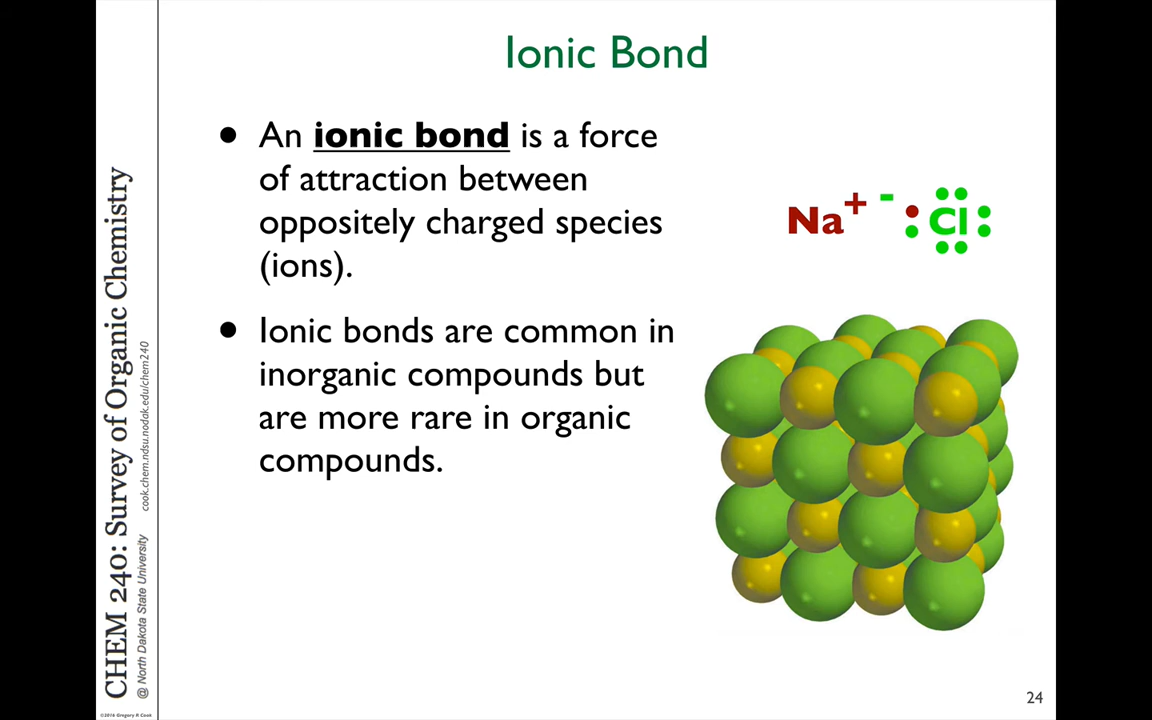 Ionic Bond
• An ionic bond is a force
of attraction between
oppositely charged species
(ions).
• Ionic bonds are common in
inorganic compounds but
are more rare in organic
compounds.
Na+ - Cl
CHEM 240: Survey of Organic Chemistry
@ North Dakota State University cook.chem.ndsu.nodak.edu/chem240
©2016 Gregory R Cook
24